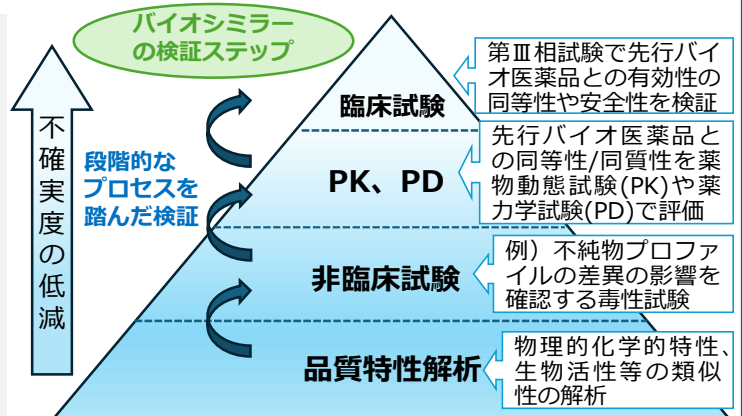 バイオシミラー
の検証ステップ
不確実度の低減
段階的な
プロセスを
踏んだ検証
臨床試験
第Ⅲ相試験で先行バイ
オ医薬品との有効性の
同等性や安全性を検証
PK、PD
先行バイオ医薬品と
の同等性/同質性を薬
物動態試験(PK)や薬
力学試験(PD)で評価
非臨床試験
例）不純物プロファ
イルの差異の影響を
確認する毒性試験
品質特性解析
物理的化学的特性、
生物活性等の類似
性の解析